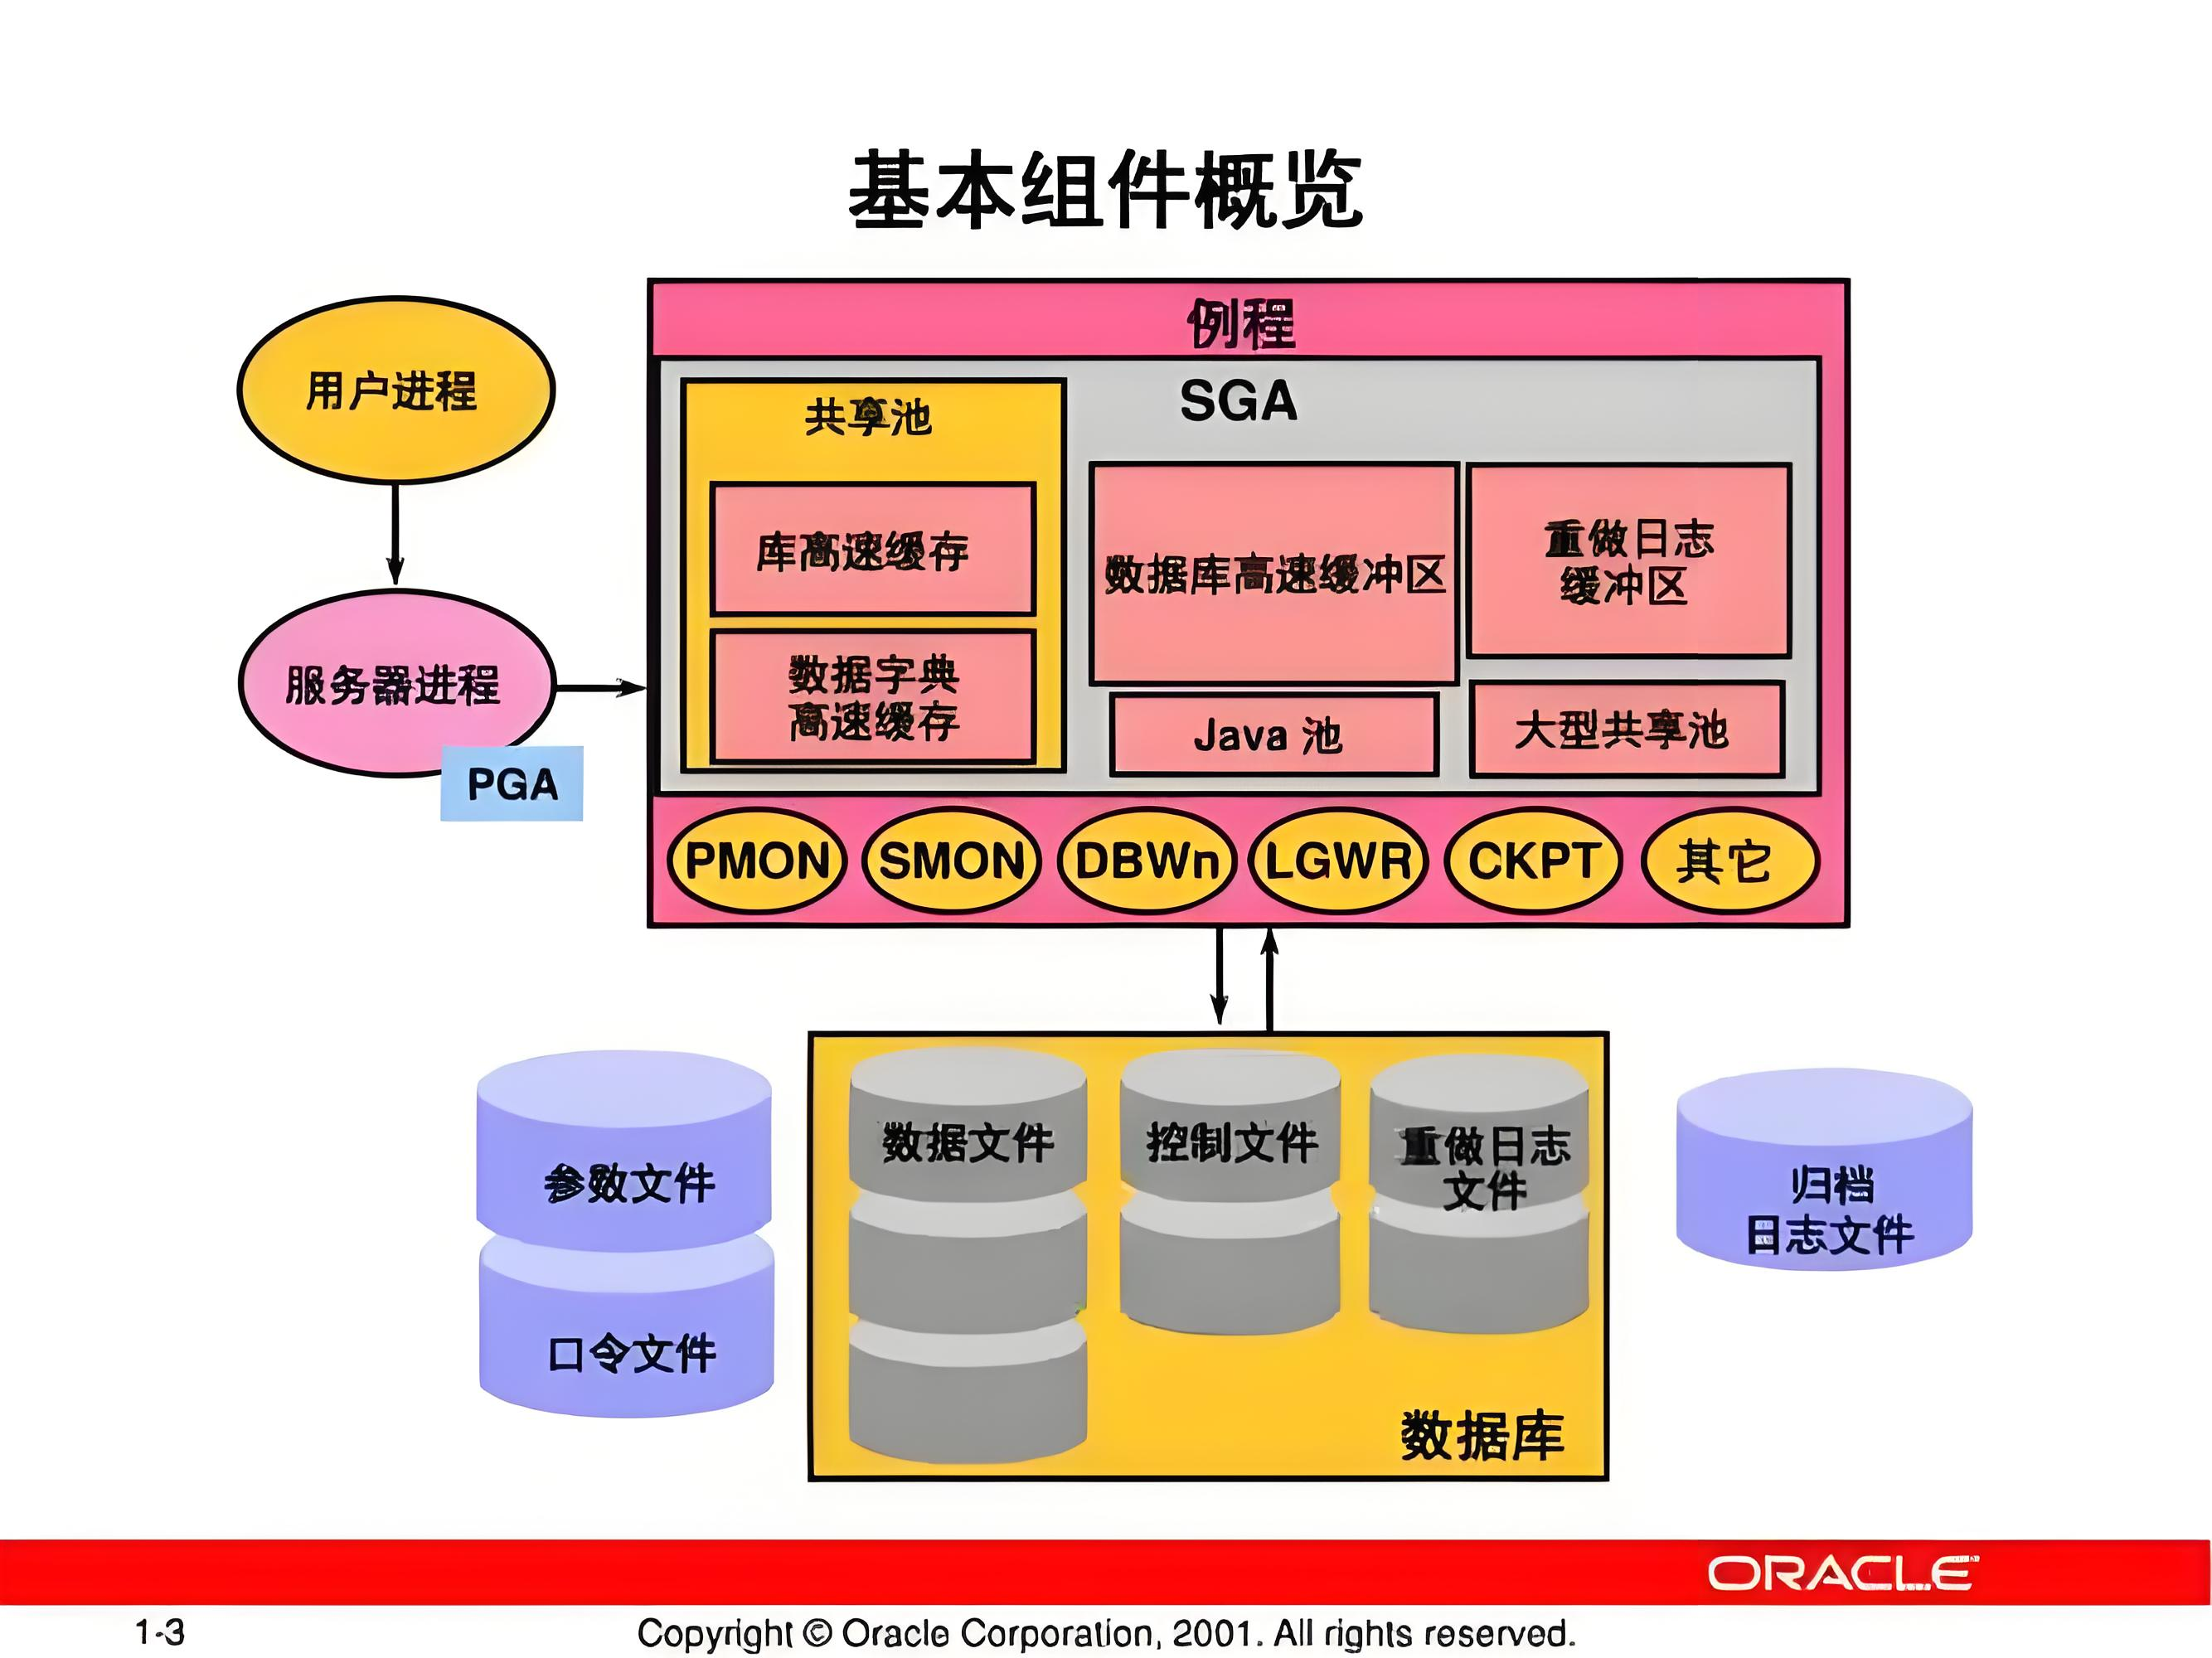 基本组件概览
例程
用户进程
SGA
共享池
库高速缓存
数据库高速缓冲区
重做日志
缓冲区
服务器进程
数据字典
高速缓存
Java 池
大型共享池
PGA
PMON
SMON
DBWn
LGWR
CKPT
其它
数据文件
控制文件
重做日志
文件
参数文件
归档
日志文件
口令文件
数据库
ORACLE
1-3
Copyright © Oracle Corporation, 2001. All rights reserved.